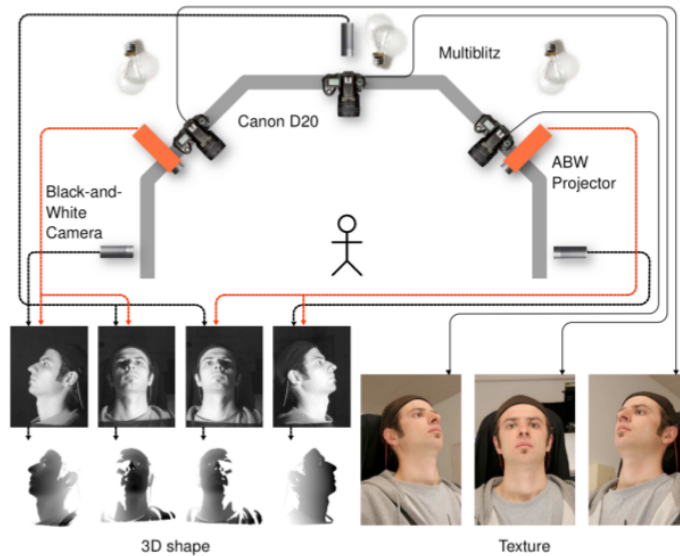 Multiblitz
Canon D20
ABW
Projector
Black-and-
White
Camera
3D shape
Texture